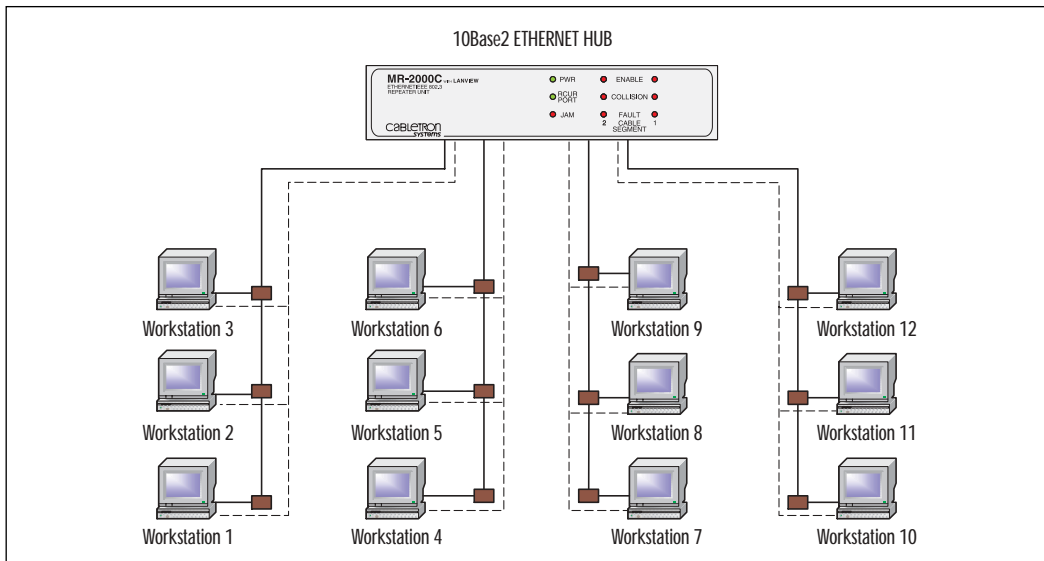 10Base2 ETHERNET HUB
MR-2000C WITH LANVIEW
ETHERNET/IEEE 802.3
REPEATER UNIT
CABLETRON
SYSTEMS
PWR
RCUR
PORT
JAM
ENABLE
COLLISION
FAULT
2 CABLE 1
SEGMENT
Workstation 3
Workstation 6
Workstation 9
Workstation 12
Workstation 2
Workstation 5
Workstation 8
Workstation 11
Workstation 1
Workstation 4
Workstation 7
Workstation 10